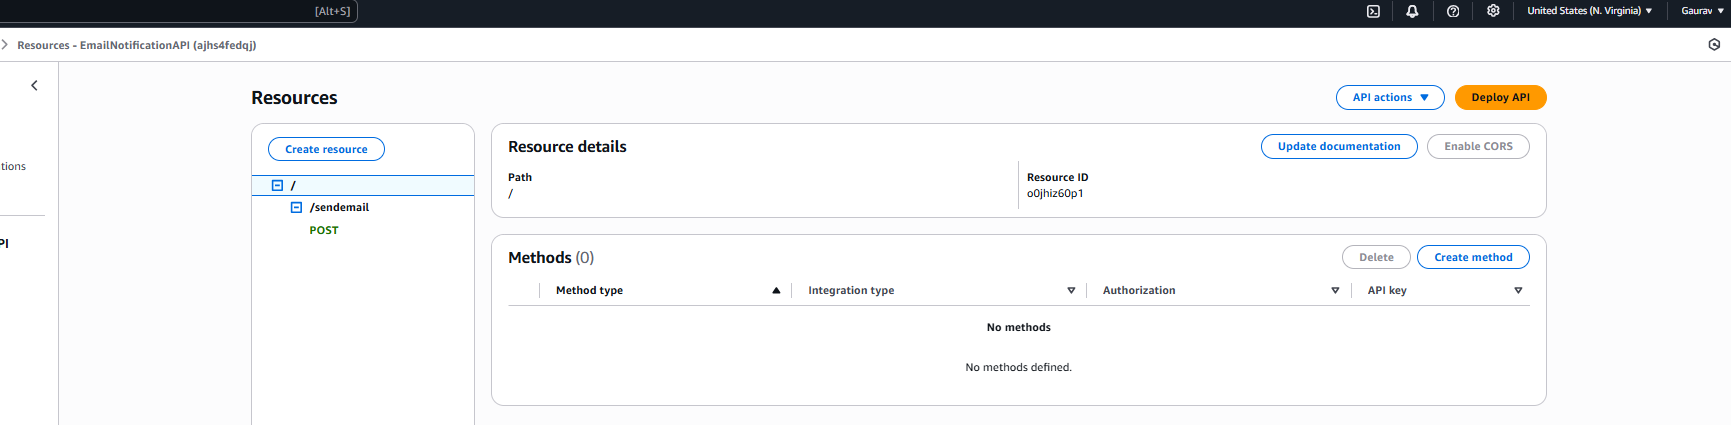 [Alt+S]
United States (N. Virginia)
Gaurav
Resources - EmailNotificationAPI (ajhs4fedqj)
Resources
API actions
Deploy API
tions
PI
Create resource
/
/sendemail
POST
Resource details
Update documentation
Enable CORS
Path
/
Resource ID
o0jhiz60p1
Methods (0)
Delete
Create method
Method type
Integration type
Authorization
API key
No methods
No methods defined.